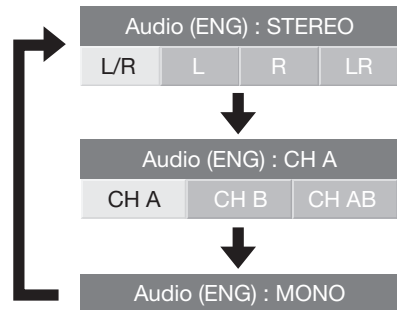 Audio (ENG) : STEREO
L/R L R LR
Audio (ENG) : CH A
CH A CH B CH AB
Audio (ENG) : MONO